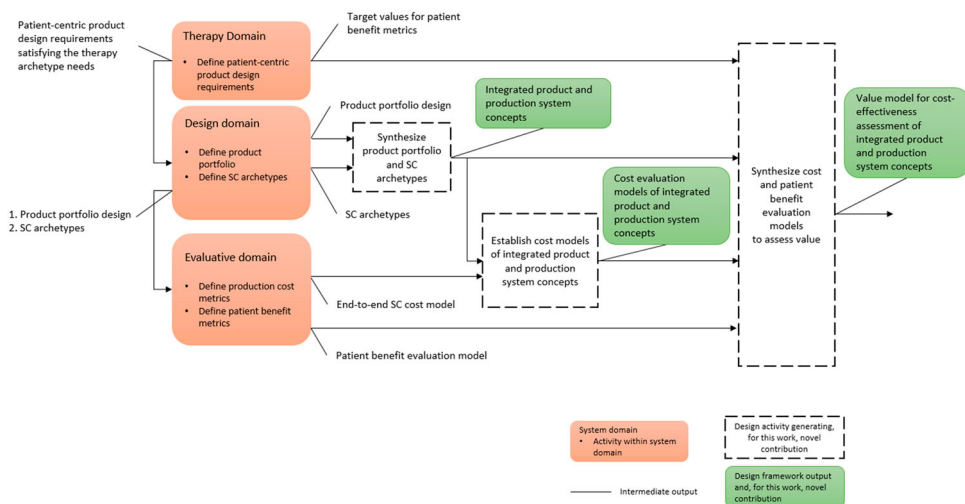 Patient-centric product
design requirements
satisfying the therapy
archetype needs
Therapy Domain
• Define patient-centric
product design
requirements
Target values for patient
benefit metrics
Design domain
• Define product
portfolio
• Define SC archetypes
Product portfolio design
SC archetypes
Synthesize
product portfolio
and SC
archetypes
Integrated product and
production system
concepts
1. Product portfolio design
2. SC archetypes
Evaluative domain
• Define production cost
metrics
• Define patient benefit
metrics
End-to-end SC cost model
Patient benefit evaluation model
Establish cost models
of integrated product
and production
system concepts
Cost evaluation
models of integrated
product and
production system
concepts
Synthesize cost
and patient
benefit
evaluation
models
to assess value
Value model for cost-
effectiveness
assessment of
integrated product
and production
system concepts
System domain
• Activity within system
domain
Design activity generating,
for this work, novel
contribution
Intermediate output
Design framework output
and, for this work, novel
contribution